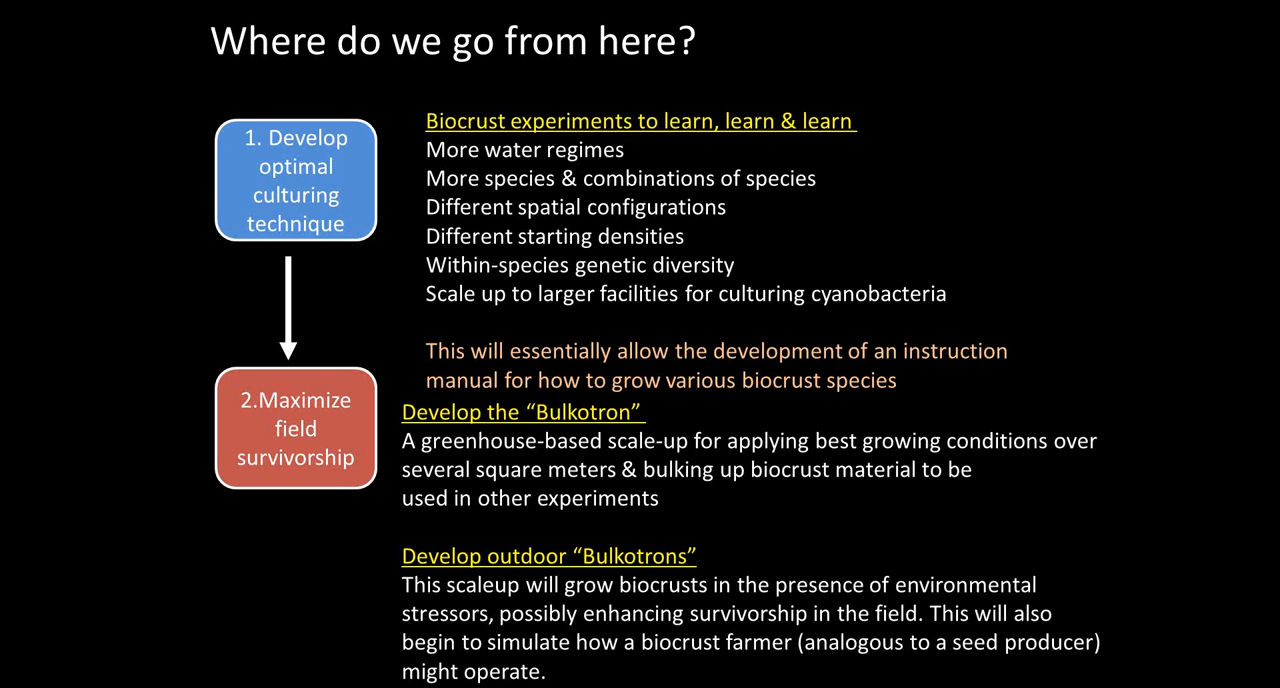 Where do we go from here?
1. Develop
optimal
culturing
technique
Biocrust experiments to learn, learn & learn
More water regimes
More species & combinations of species
Different spatial configurations
Different starting densities
Within-species genetic diversity
Scale up to larger facilities for culturing cyanobacteria
This will essentially allow the development of an instruction
manual for how to grow various biocrust species
2.Maximize
field
survivorship
Develop the “Bulkotron”
A greenhouse-based scale-up for applying best growing conditions over
several square meters & bulking up biocrust material to be
used in other experiments
Develop outdoor “Bulkotrons”
This scaleup will grow biocrusts in the presence of environmental
stressors, possibly enhancing survivorship in the field. This will also
begin to simulate how a biocrust farmer (analogous to a seed producer)
might operate.